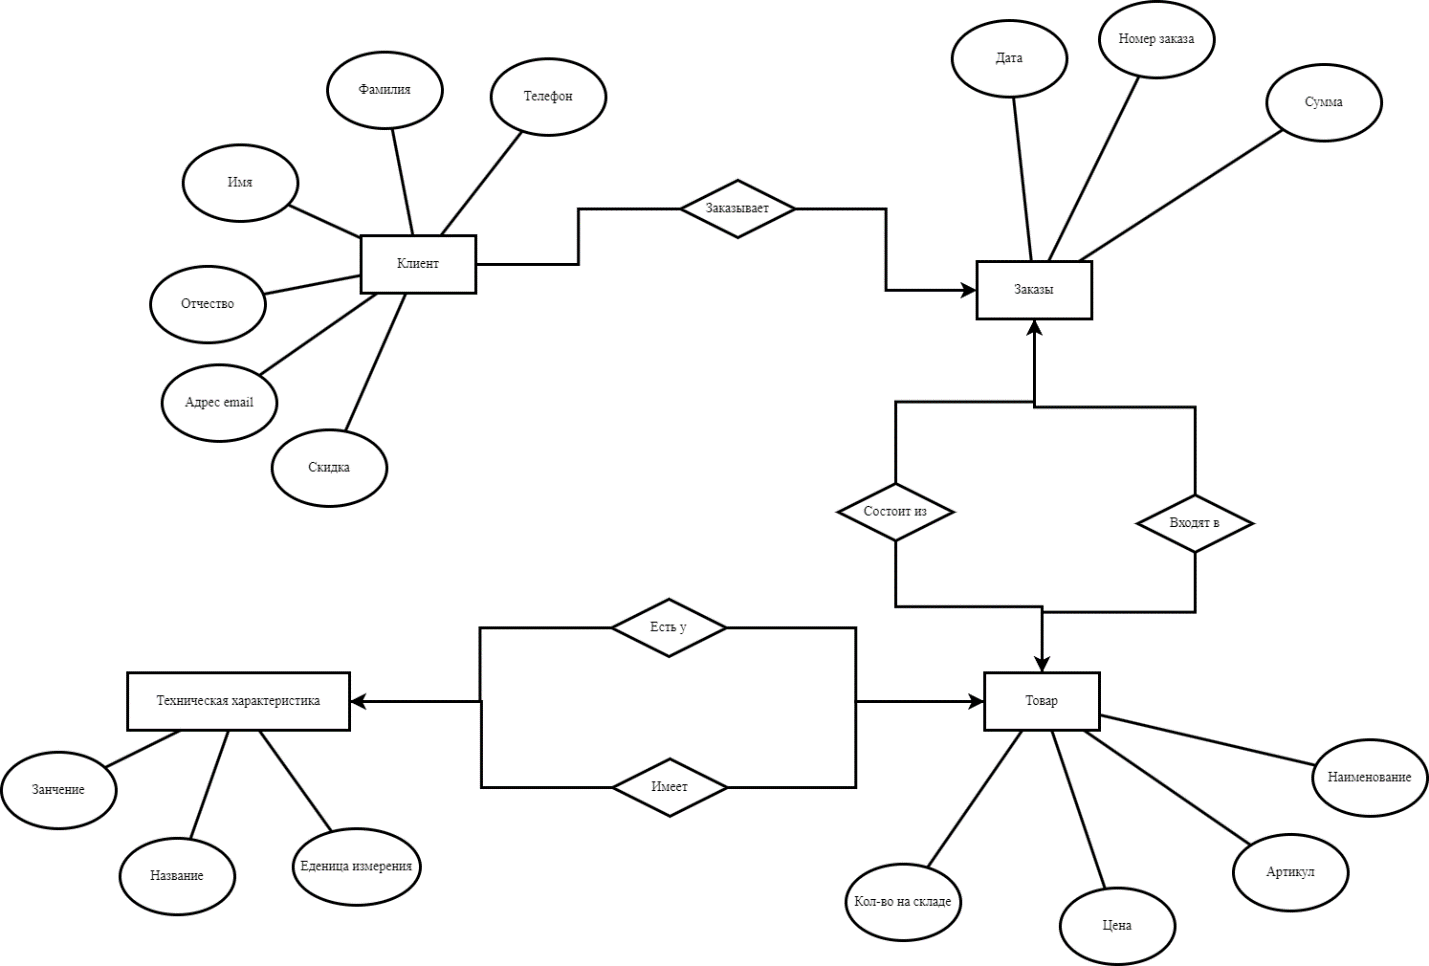 Номер заказа
Дата
Фамилия
Телефон
Сумма
Имя
Заказывает
Клиент
Заказы
Отчество
Адрес email
Скидка
Состоит из
Входят в
Есть у
Техническая характеристика
Товар
Занчение
Имеет
Наименование
Название
Еденица измерения
Артикул
Кол-во на складе
Цена